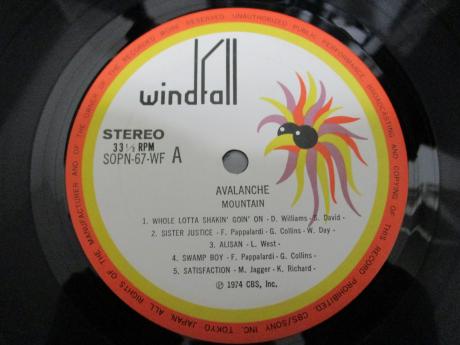 windfall
STEREO
33 1/3 RPM
SOPN-67-WF A
AVALANCHE
MOUNTAIN
1. WHOLE LOTTA SHAKIN' GOIN' ON - D. Williams - S. David -
2. SISTER JUSTICE - F. Pappalardi - G. Collins - W. Day -
3. ALISAN - L. West -
4. SWAMP BOY - F. Pappalardi - G. Collins -
5. SATISFACTION - M. Jagger - K. Richard -
℗ 1974 CBS, Inc.
ALL RIGHTS OF THE MANUFACTURER AND OF THE OWNER OF THE RECORDED WORK RESERVED. UNAUTHORIZED PUBLIC PERFORMANCE, BROADCASTING AND COPYING OF THIS RECORD PROHIBITED. CBS/SONY INC. TOKYO JAPAN